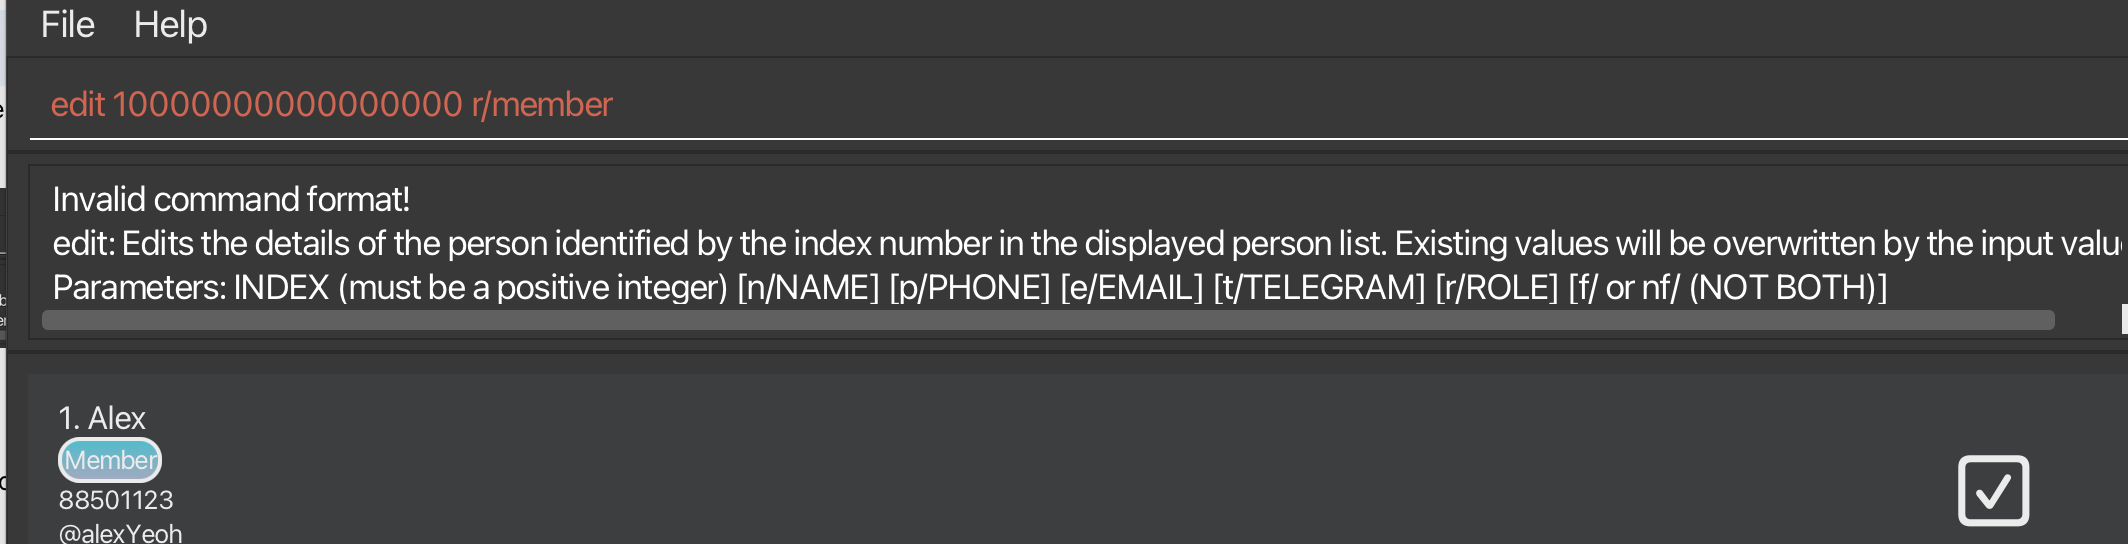 File Help
edit 10000000000000000 r/member
Invalid command format!
edit: Edits the details of the person identified by the index number in the displayed person list. Existing values will be overwritten by the input
Parameters: INDEX (must be a positive integer) [n/NAME] [p/PHONE] [e/EMAIL] [t/TELEGRAM] [r/ROLE] [f/ or nf/ (NOT BOTH)]
1. Alex
Member
88501123
@alexYeoh